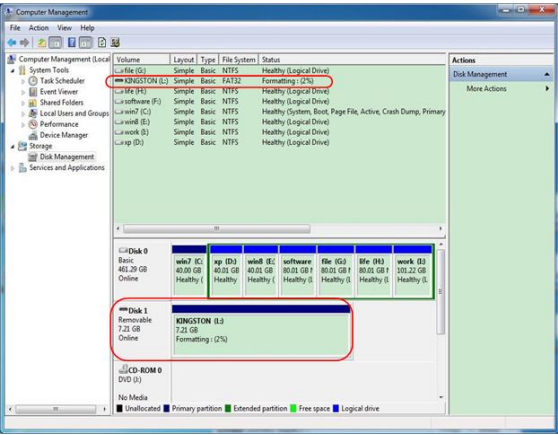 Computer Management
File Action View Help
Computer Management (Local
System Tools
Task Scheduler
Event Viewer
Shared Folders
Local Users and Groups
Performance
Device Manager
Storage
Disk Management
Services and Applications
Volume Layout Type File System Status
file (G:) Simple Basic NTFS Healthy (Logical Drive)
KINGSTON (L:) Simple Basic FAT32 Formatting : (2%)
life (H:) Simple Basic NTFS Healthy (Logical Drive)
software (F:) Simple Basic NTFS Healthy (Logical Drive)
win7 (C:) Simple Basic NTFS Healthy (System, Boot, Page File, Active, Crash Dump, Primary
win8 (E:) Simple Basic NTFS Healthy (Logical Drive)
work (I:) Simple Basic NTFS Healthy (Logical Drive)
xp (D:) Simple Basic NTFS Healthy (Logical Drive)
Actions
Disk Management
More Actions
Disk 0
Basic
461.29 GB
Online
win7 (C:
40.00 GB
Healthy (
xp (D:)
40.01 GB
Healthy
win8 (E:(
40.01 GB
Healthy (
software
80.01 GB
Healthy (L
file (G:)
80.01 GB
Healthy (L
life (H:)
80.01 GB
Healthy (L
work (I:)
101.22 GB
Healthy (L
Disk 1
Removable
7.21 GB
Online
KINGSTON (L:)
7.21 GB
Formatting : (2%)
CD-ROM 0
DVD (J:)
No Media
Unallocated Primary partition Extended partition Free space Logical drive